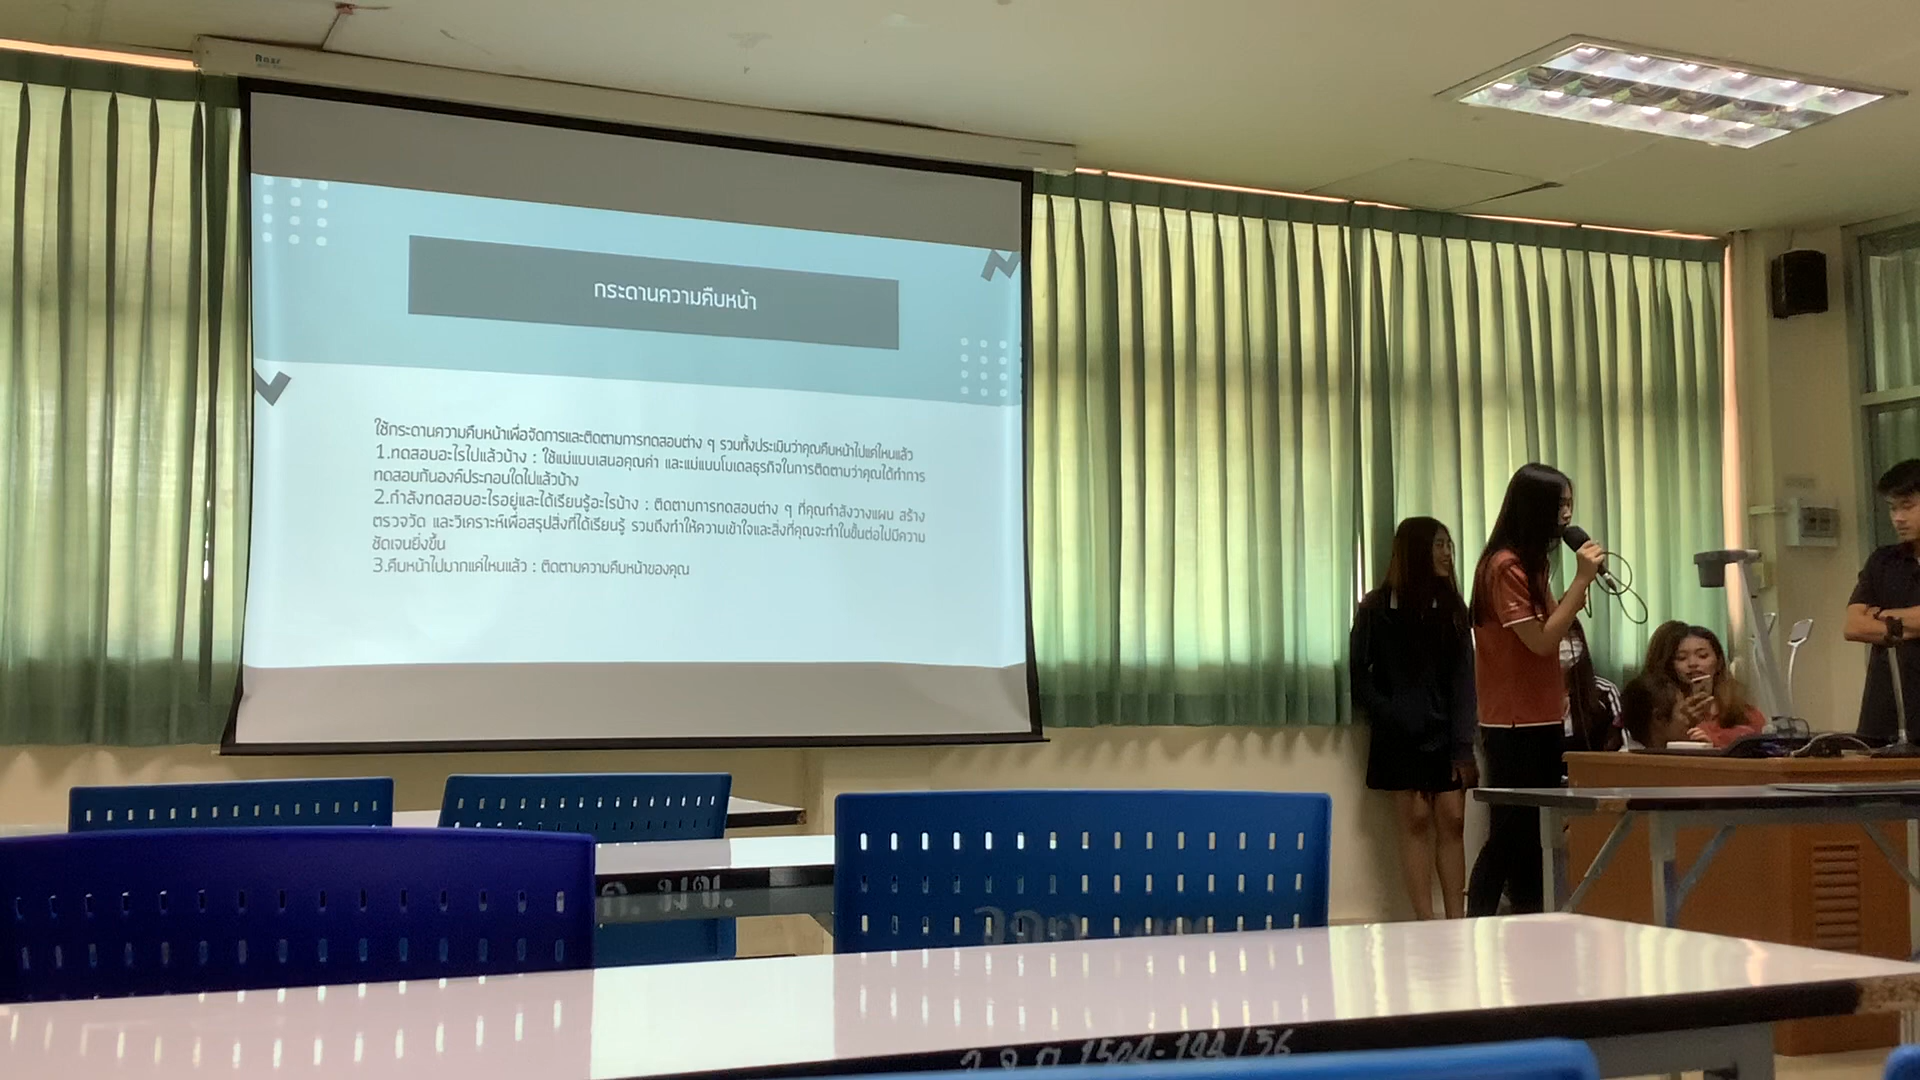 กระดานความคืบหน้า
ใช้กระดานความคืบหน้าเพื่อจัดการและติดตามการทดสอบต่าง ๆ รวมทั้งประเมินว่าคุณคืบหน้าไปแค่ไหนแล้ว
1.ทดสอบอะไรไปแล้วบ้าง : ใช้แม่แบบเสนอคุณค่า และแม่แบบโมเดลธุรกิจในการติดตามว่าคุณได้ทำการ
ทดสอบกับองค์ประกอบใดไปแล้วบ้าง
2.กำลังทดสอบอะไรอยู่และได้เรียนรู้อะไรบ้าง : ติดตามการทดสอบต่าง ๆ ที่คุณกำลังวางแผน สร้าง
ตรวจวัด และวิเคราะห์เพื่อสรุปสิ่งที่ได้เรียนรู้ รวมถึงทำให้ความเข้าใจและสิ่งที่คุณจะทำในขั้นต่อไปมีความ
ชัดเจนยิ่งขึ้น
3.คืบหน้าไปมากแค่ไหนแล้ว : ติดตามความคืบหน้าของคุณ
มข.